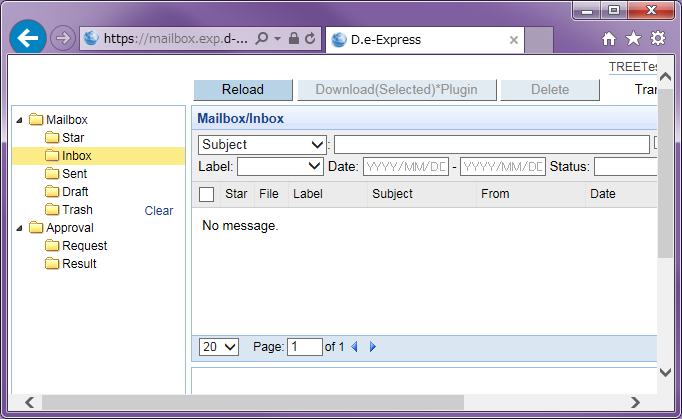 https://mailbox.exp.d-...
D.e-Express
TREETes
Reload
Download(Selected)*Plugin
Delete
Tran
Mailbox
Star
Inbox
Sent
Draft
Trash
Clear
Approval
Request
Result
Mailbox/Inbox
Subject :
Label: Date: YYYY/MM/DD - YYYY/MM/DD Status:
Star File Label Subject From Date
No message.
20 Page: 1 of 1